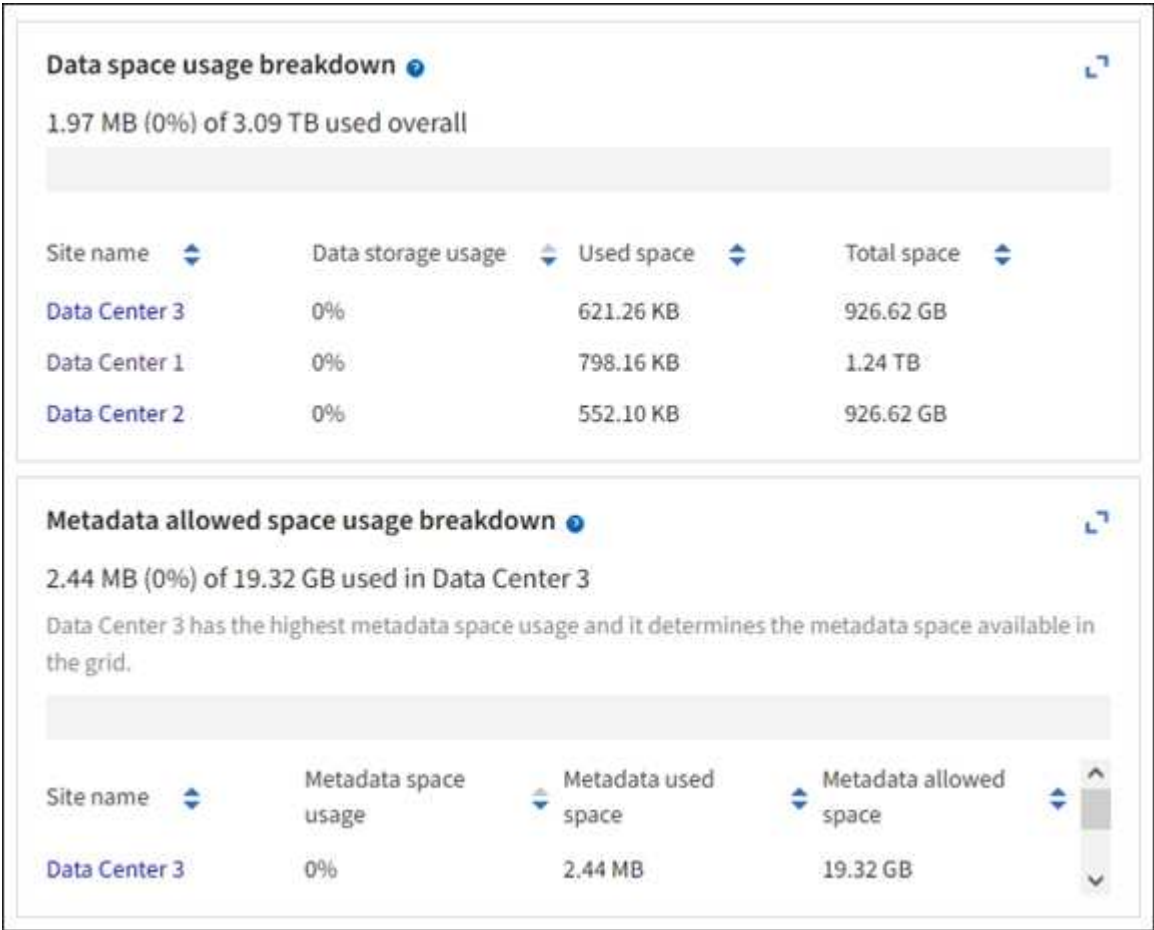 Data space usage breakdown
1.97 MB (0%) of 3.09 TB used overall
Site name Data storage usage Used space Total space
Data Center 3 0% 621.26 KB 926.62 GB
Data Center 1 0% 798.16 KB 1.24 TB
Data Center 2 0% 552.10 KB 926.62 GB
Metadata allowed space usage breakdown
2.44 MB (0%) of 19.32 GB used in Data Center 3
Data Center 3 has the highest metadata space usage and it determines the metadata space available in
the grid.
Site name Metadata space usage Metadata used space Metadata allowed space
Data Center 3 0% 2.44 MB 19.32 GB